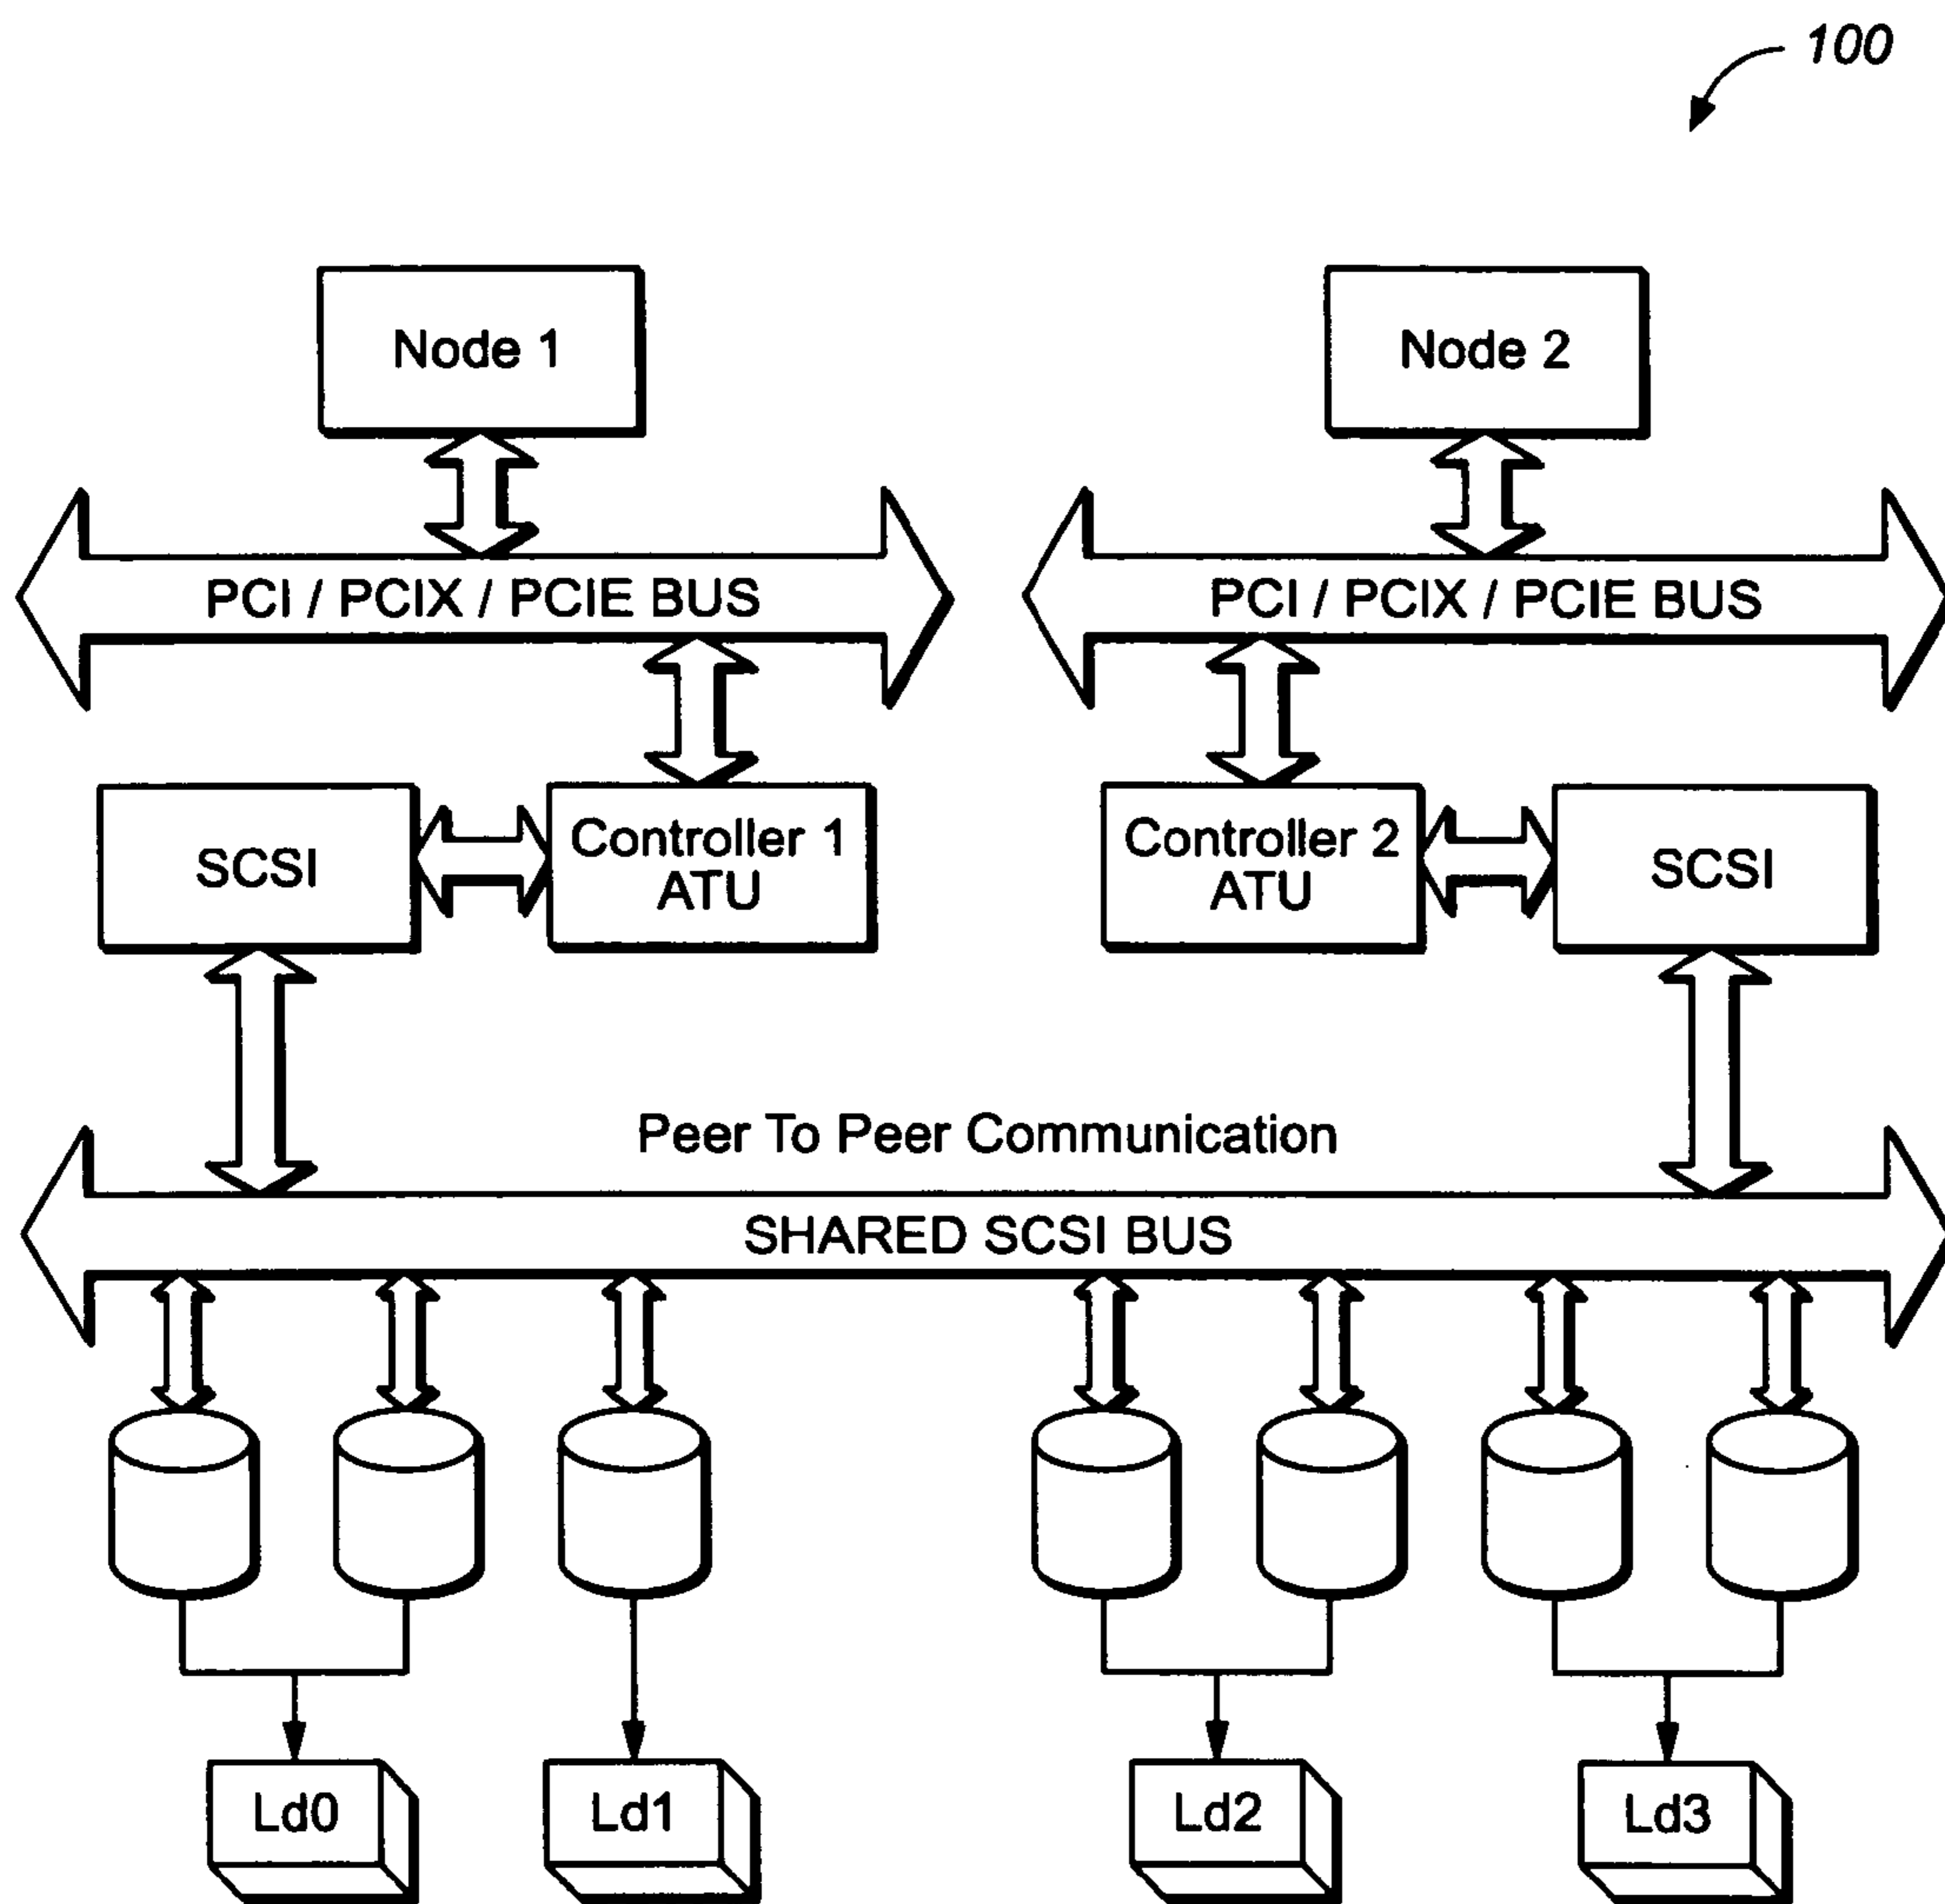 100
Node 1
Node 2
PCI / PCIX / PCIE BUS
PCI / PCIX / PCIE BUS
SCSI
Controller 1
ATU
Controller 2
ATU
SCSI
Peer To Peer Communication
SHARED SCSI BUS
Ld0
Ld1
Ld2
Ld3